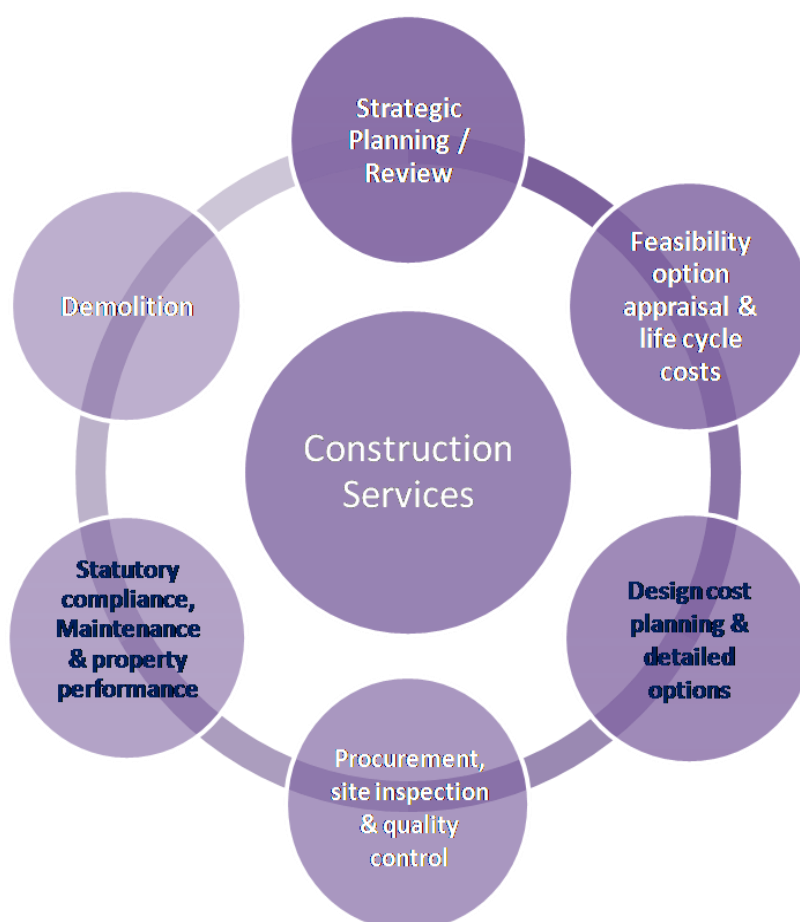 Strategic
Planning /
Review
Feasibility
option
appraisal &
life cycle
costs
Demolition
Construction
Services
Statutory
compliance,
Maintenance
& property
performance
Design cost
planning &
detailed
options
Procurement,
site inspection
& quality
control